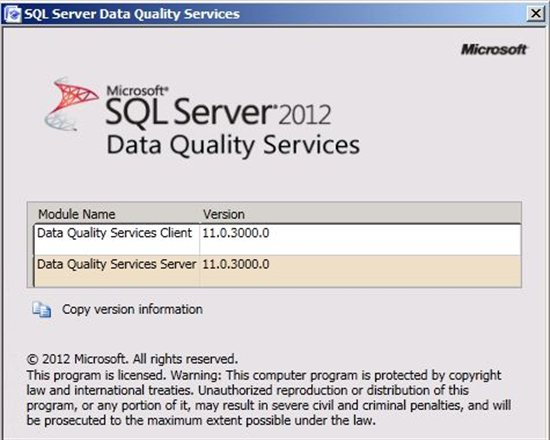 SQL Server Data Quality Services
Microsoft
Microsoft®
SQL Server® 2012
Data Quality Services
Module Name Version
Data Quality Services Client 11.0.3000.0
Data Quality Services Server 11.0.3000.0
Copy version information
© 2012 Microsoft. All rights reserved.
This program is licensed. Warning: This computer program is protected by copyright
law and international treaties. Unauthorized reproduction or distribution of this
program, or any portion of it, may result in severe civil and criminal penalties, and will
be prosecuted to the maximum extent possible under the law.